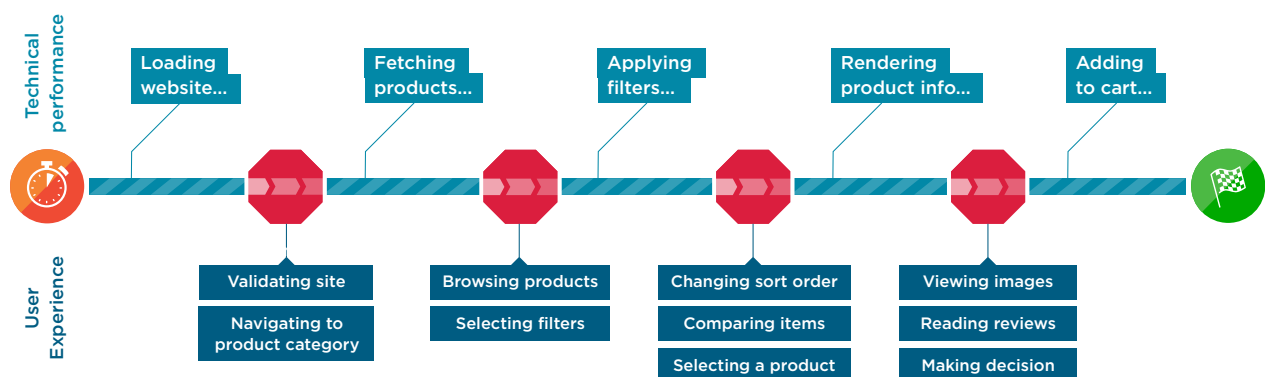 Technical
performance
Loading
website...
Fetching
products...
Applying
filters...
Rendering
product info...
Adding
to cart...
User
Experience
Validating site
Navigating to
product category
Browsing products
Selecting filters
Changing sort order
Comparing items
Selecting a product
Viewing images
Reading reviews
Making decision